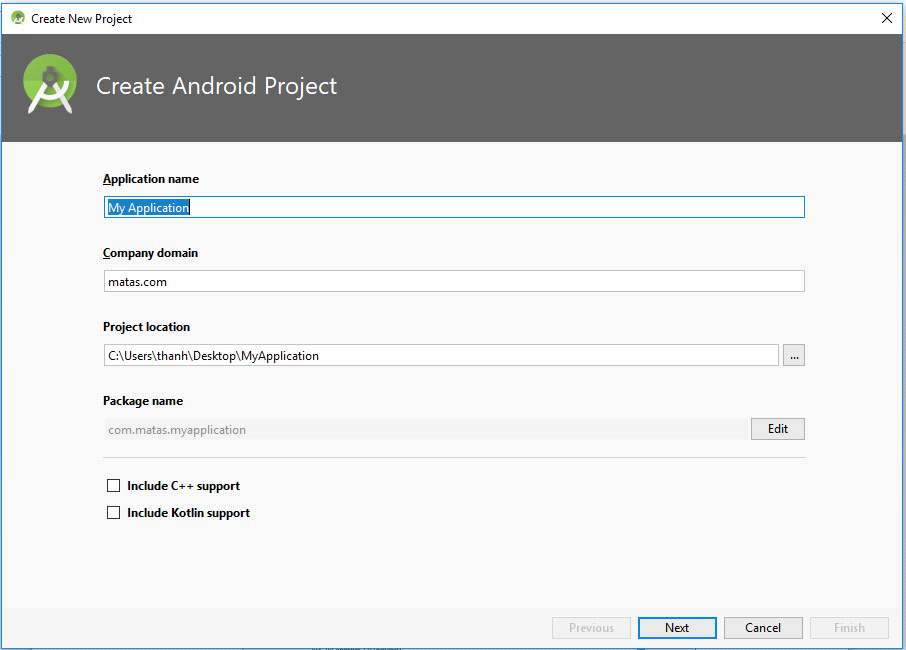 Create New Project
Create Android Project
Application name
My Application
Company domain
matas.com
Project location
C:\Users\thanh\Desktop\MyApplication
...
Package name
com.matas.myapplication
Edit
Include C++ support
Include Kotlin support
Previous Next Cancel Finish